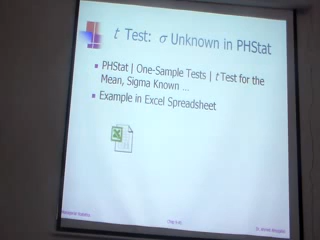 t Test: σ Unknown in PHStat
PHStat | One-Sample Tests | t Test for the
Mean, Sigma Known ...
Example in Excel Spreadsheet